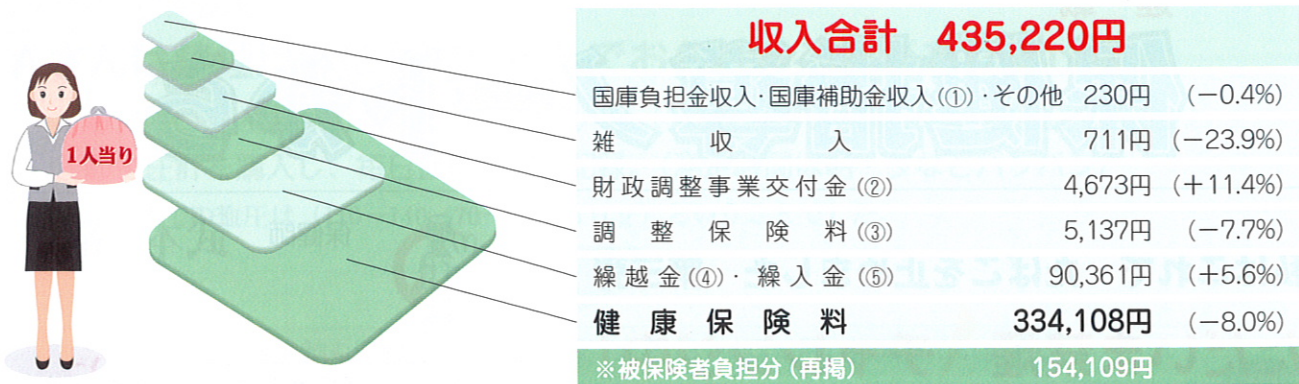 1人当り
収入合計 435,220円
国庫負担金収入・国庫補助金収入(①)・その他 230円 (−0.4%)
雑収入 711円 (−23.9%)
財政調整事業交付金(②) 4,673円 (+11.4%)
調整保険料(③) 5,137円 (−7.7%)
繰越金(④)・繰入金(⑤) 90,361円 (+5.6%)
健康保険料 334,108円 (−8.0%)
※被保険者負担分(再掲) 154,109円